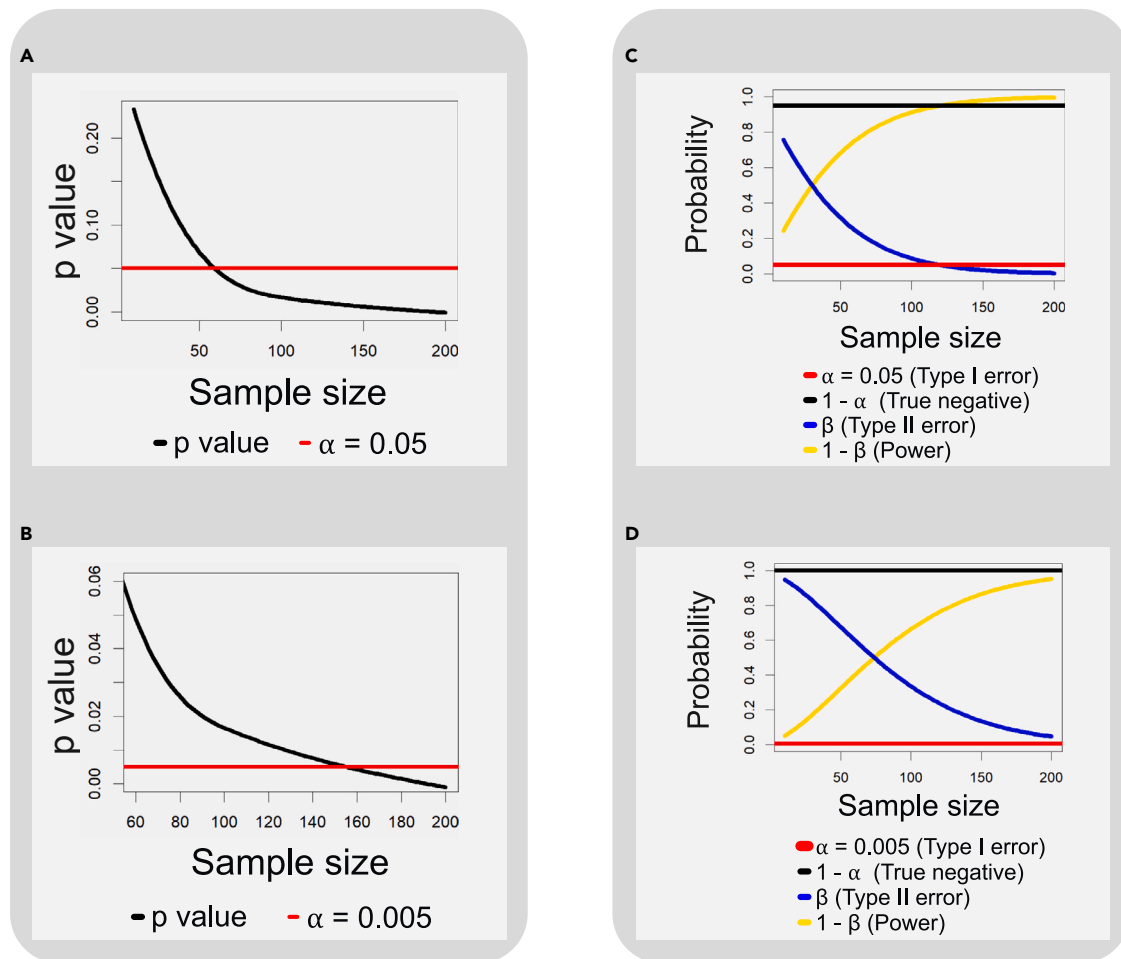 A
0.20
0.10
0.00
p value
50 100 150 200
Sample size
p value α = 0.05
B
0.06
0.04
0.02
0.00
p value
60 80 100 120 140 160 180 200
Sample size
p value α = 0.005
C
1.0
0.8
0.6
0.4
0.2
0.0
Probability
50 100 150 200
Sample size
α = 0.05 (Type I error)
1 - α (True negative)
β (Type II error)
1 - β (Power)
D
1.0
0.8
0.6
0.4
0.2
0.0
Probability
50 100 150 200
Sample size
α = 0.005 (Type I error)
1 - α (True negative)
β (Type II error)
1 - β (Power)